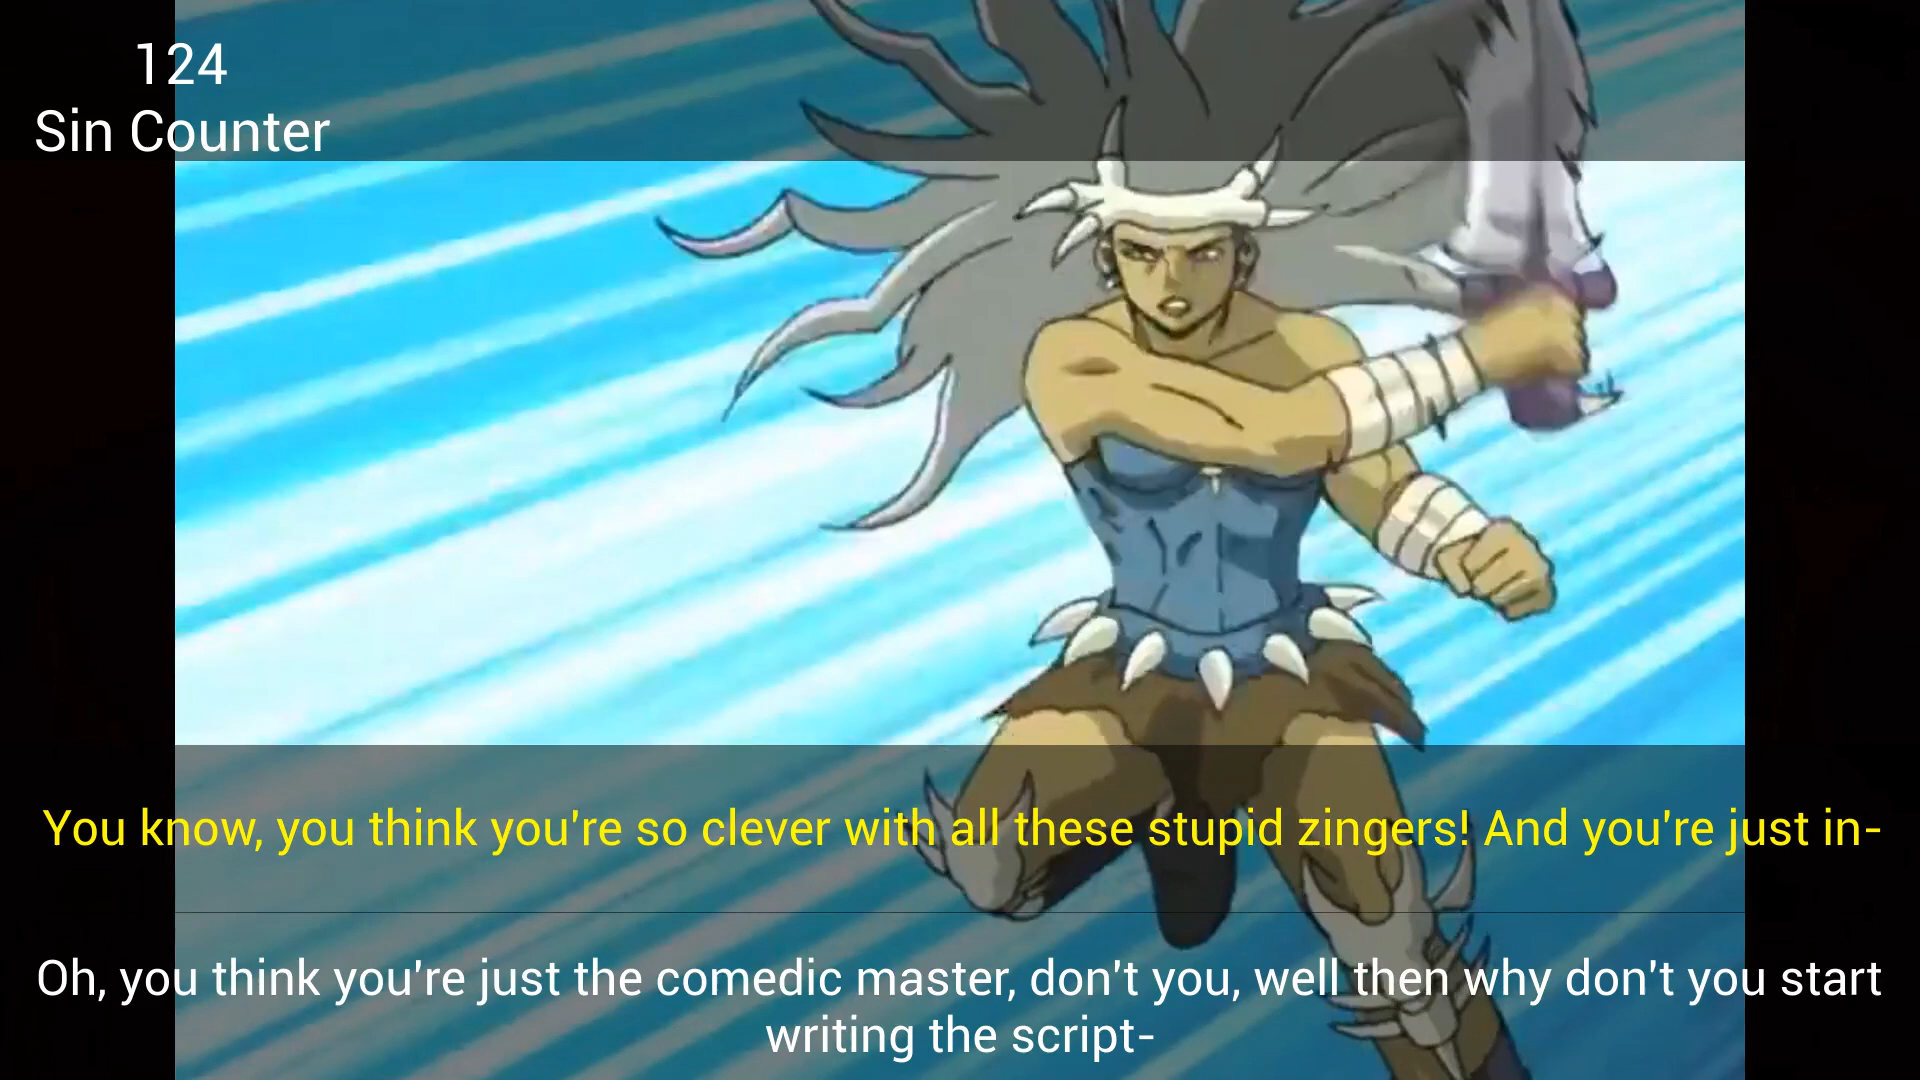 124
Sin Counter
You know, you think you're so clever with all these stupid zingers! And you're just in-
Oh, you think you're just the comedic master, don't you, well then why don't you start
writing the script-